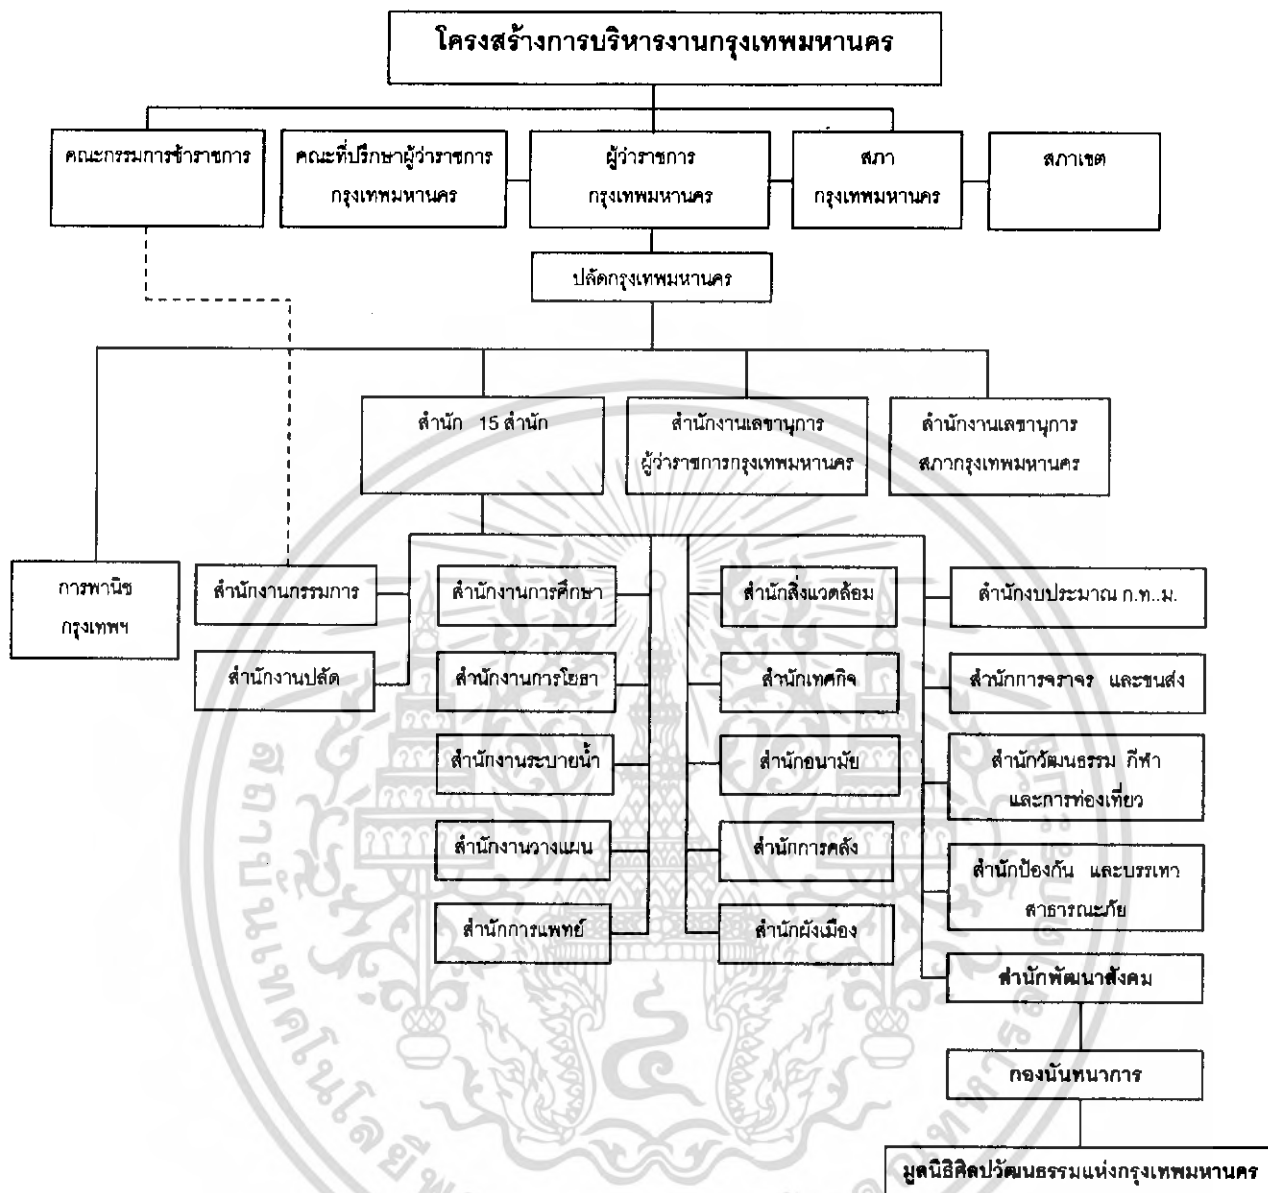 โครงสร้างการบริหารงานกรุงเทพมหานคร
คณะกรรมการข้าราชการ
คณะที่ปรึกษาผู้ว่าราชการ
กรุงเทพมหานคร
ผู้ว่าราชการ
กรุงเทพมหานคร
สภา
กรุงเทพมหานคร
สภาเขต
ปลัดกรุงเทพมหานคร
สำนัก 15 สำนัก
สำนักงานเลขานุการ
ผู้ว่าราชการกรุงเทพมหานคร
สำนักงานเลขานุการ
สภากรุงเทพมหานคร
การพานิช
กรุงเทพฯ
สำนักงานกรรมการ
สำนักงานปลัด
สำนักงานการศึกษา
สำนักงานการโยธา
สำนักงานระบายน้ำ
สำนักงานวางแผน
สำนักการแพทย์
สำนักสิ่งแวดล้อม
สำนักเทศกิจ
สำนักอนามัย
สำนักการคลัง
สำนักผังเมือง
สำนักงบประมาณ ก.ท..ม.
สำนักการจราจร และขนส่ง
สำนักวัฒนธรรม กีฬา
และการท่องเที่ยว
สำนักป้องกัน และบรรเทา
สาธารณะภัย
สำนักพัฒนาสังคม
กองนันทนาการ
มูลนิธิศิลปวัฒนธรรมแห่งกรุงเทพมหานคร